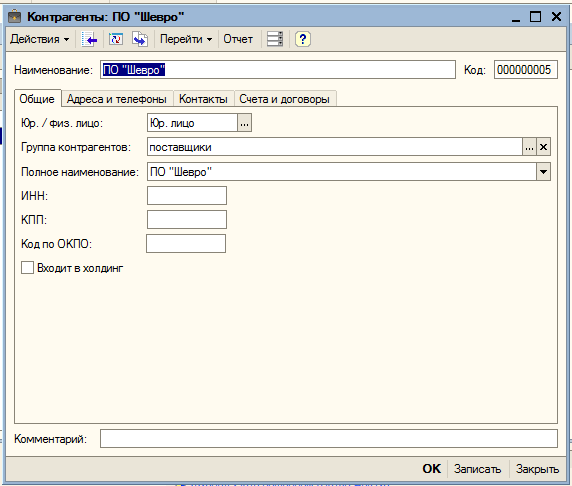 Контрагенты: ПО "Шевро"
Действия Перейти Отчет ?
Наименование: ПО "Шевро" Код: 000000005
Общие Адреса и телефоны Контакты Счета и договоры
Юр. / Физ. лицо: Юр. лицо ...
Группа контрагентов: поставщики ... x
Полное наименование: ПО "Шевро"
ИНН:
КПП:
Код по ОКПО:
Входит в холдинг
Комментарий:
OK Записать Закрыть